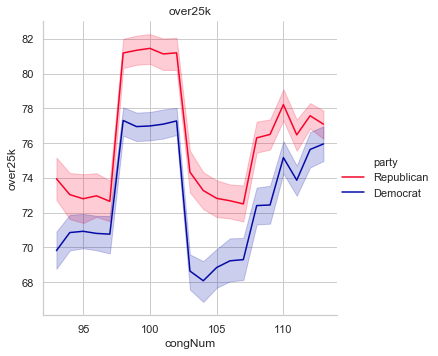 over25k
82
80
78
76
74
72
70
68
over25k
95
100
105
110
congNum
party
Republican
Democrat